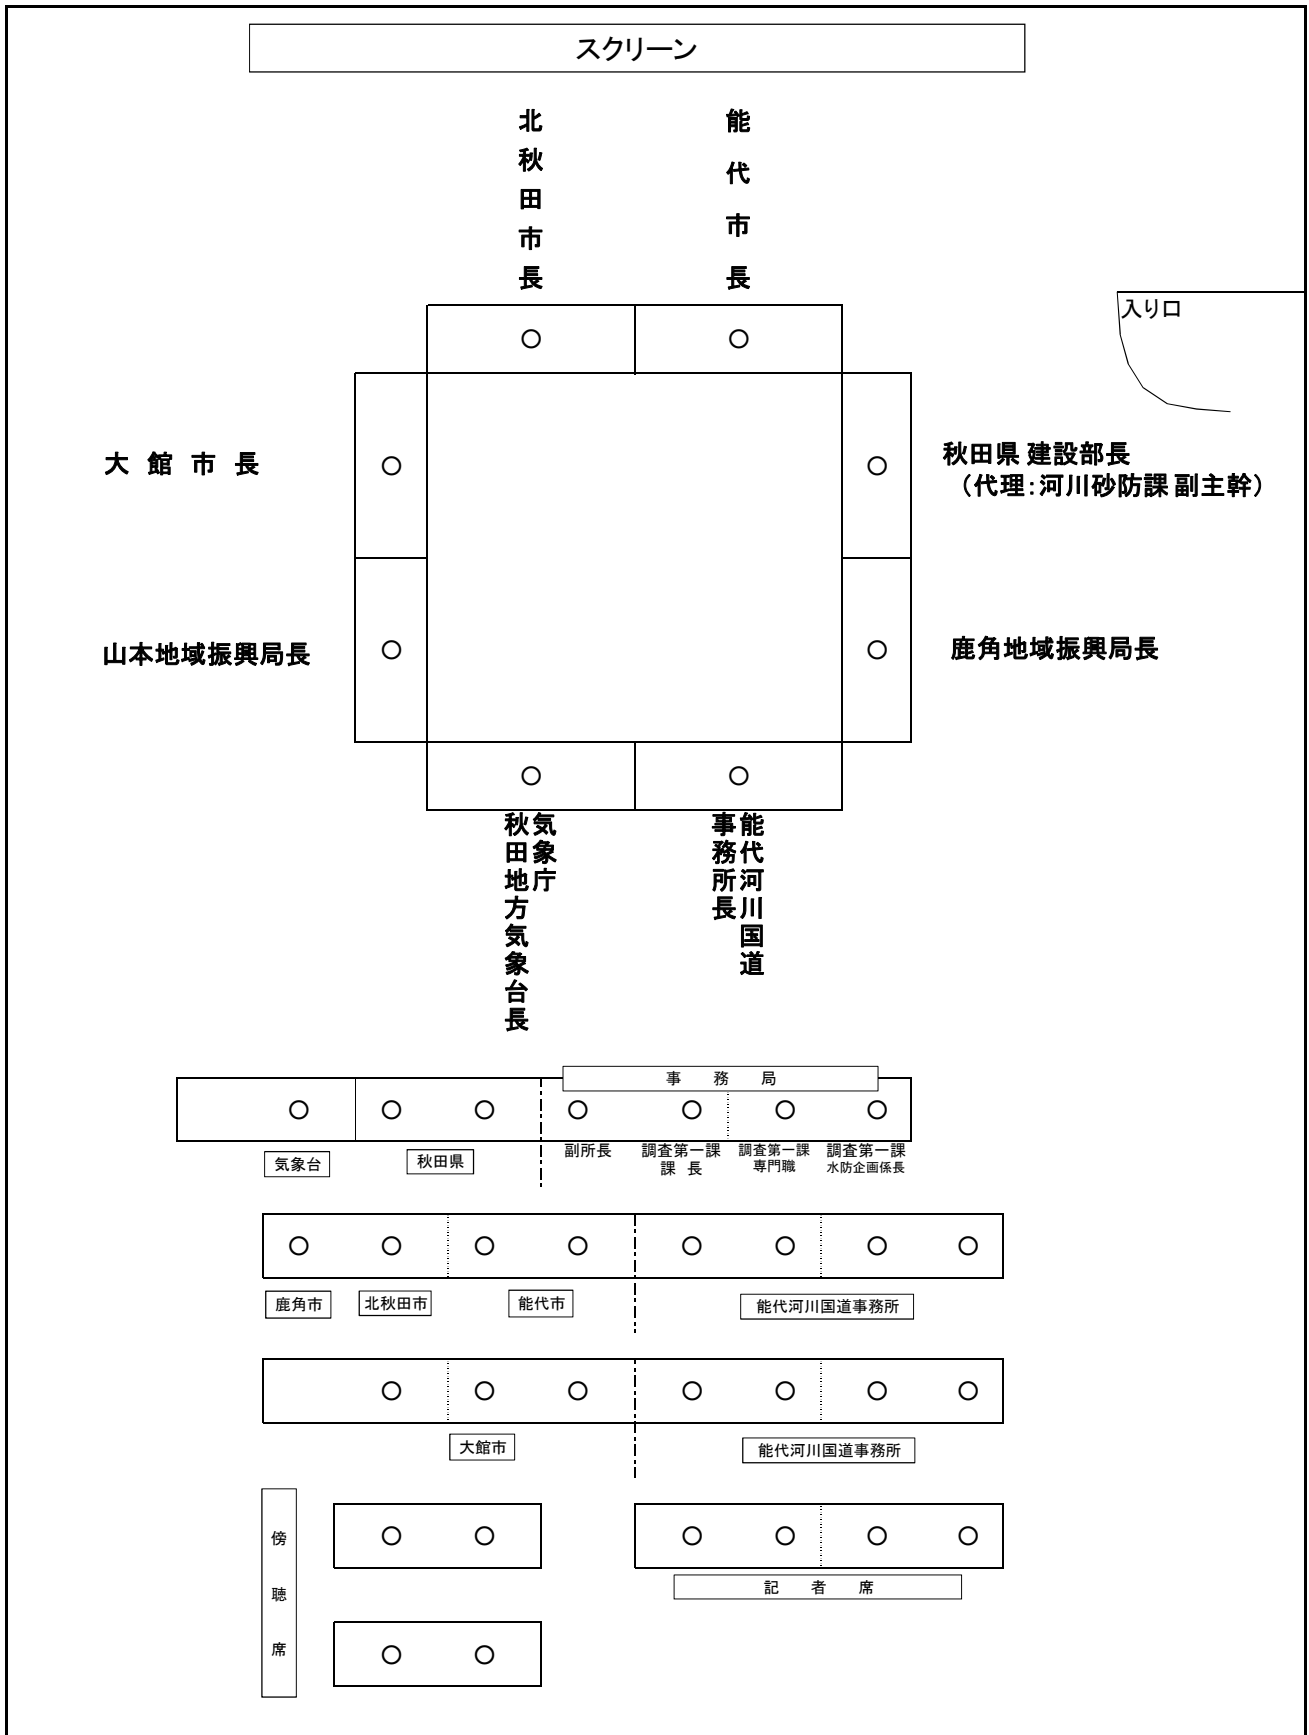 スクリーン
北秋田市長
能代市長
入り口
大館市長
秋田県 建設部長
（代理：河川砂防課 副主幹）
山本地域振興局長
鹿角地域振興局長
気象庁
秋田地方気象台長
能代河川国道
事務所長
事務局
副所長
調査第一課
課長
調査第一課
専門職
調査第一課
水防企画係長
気象台
秋田県
鹿角市
北秋田市
能代市
能代河川国道事務所
大館市
能代河川国道事務所
傍聴席
記者席